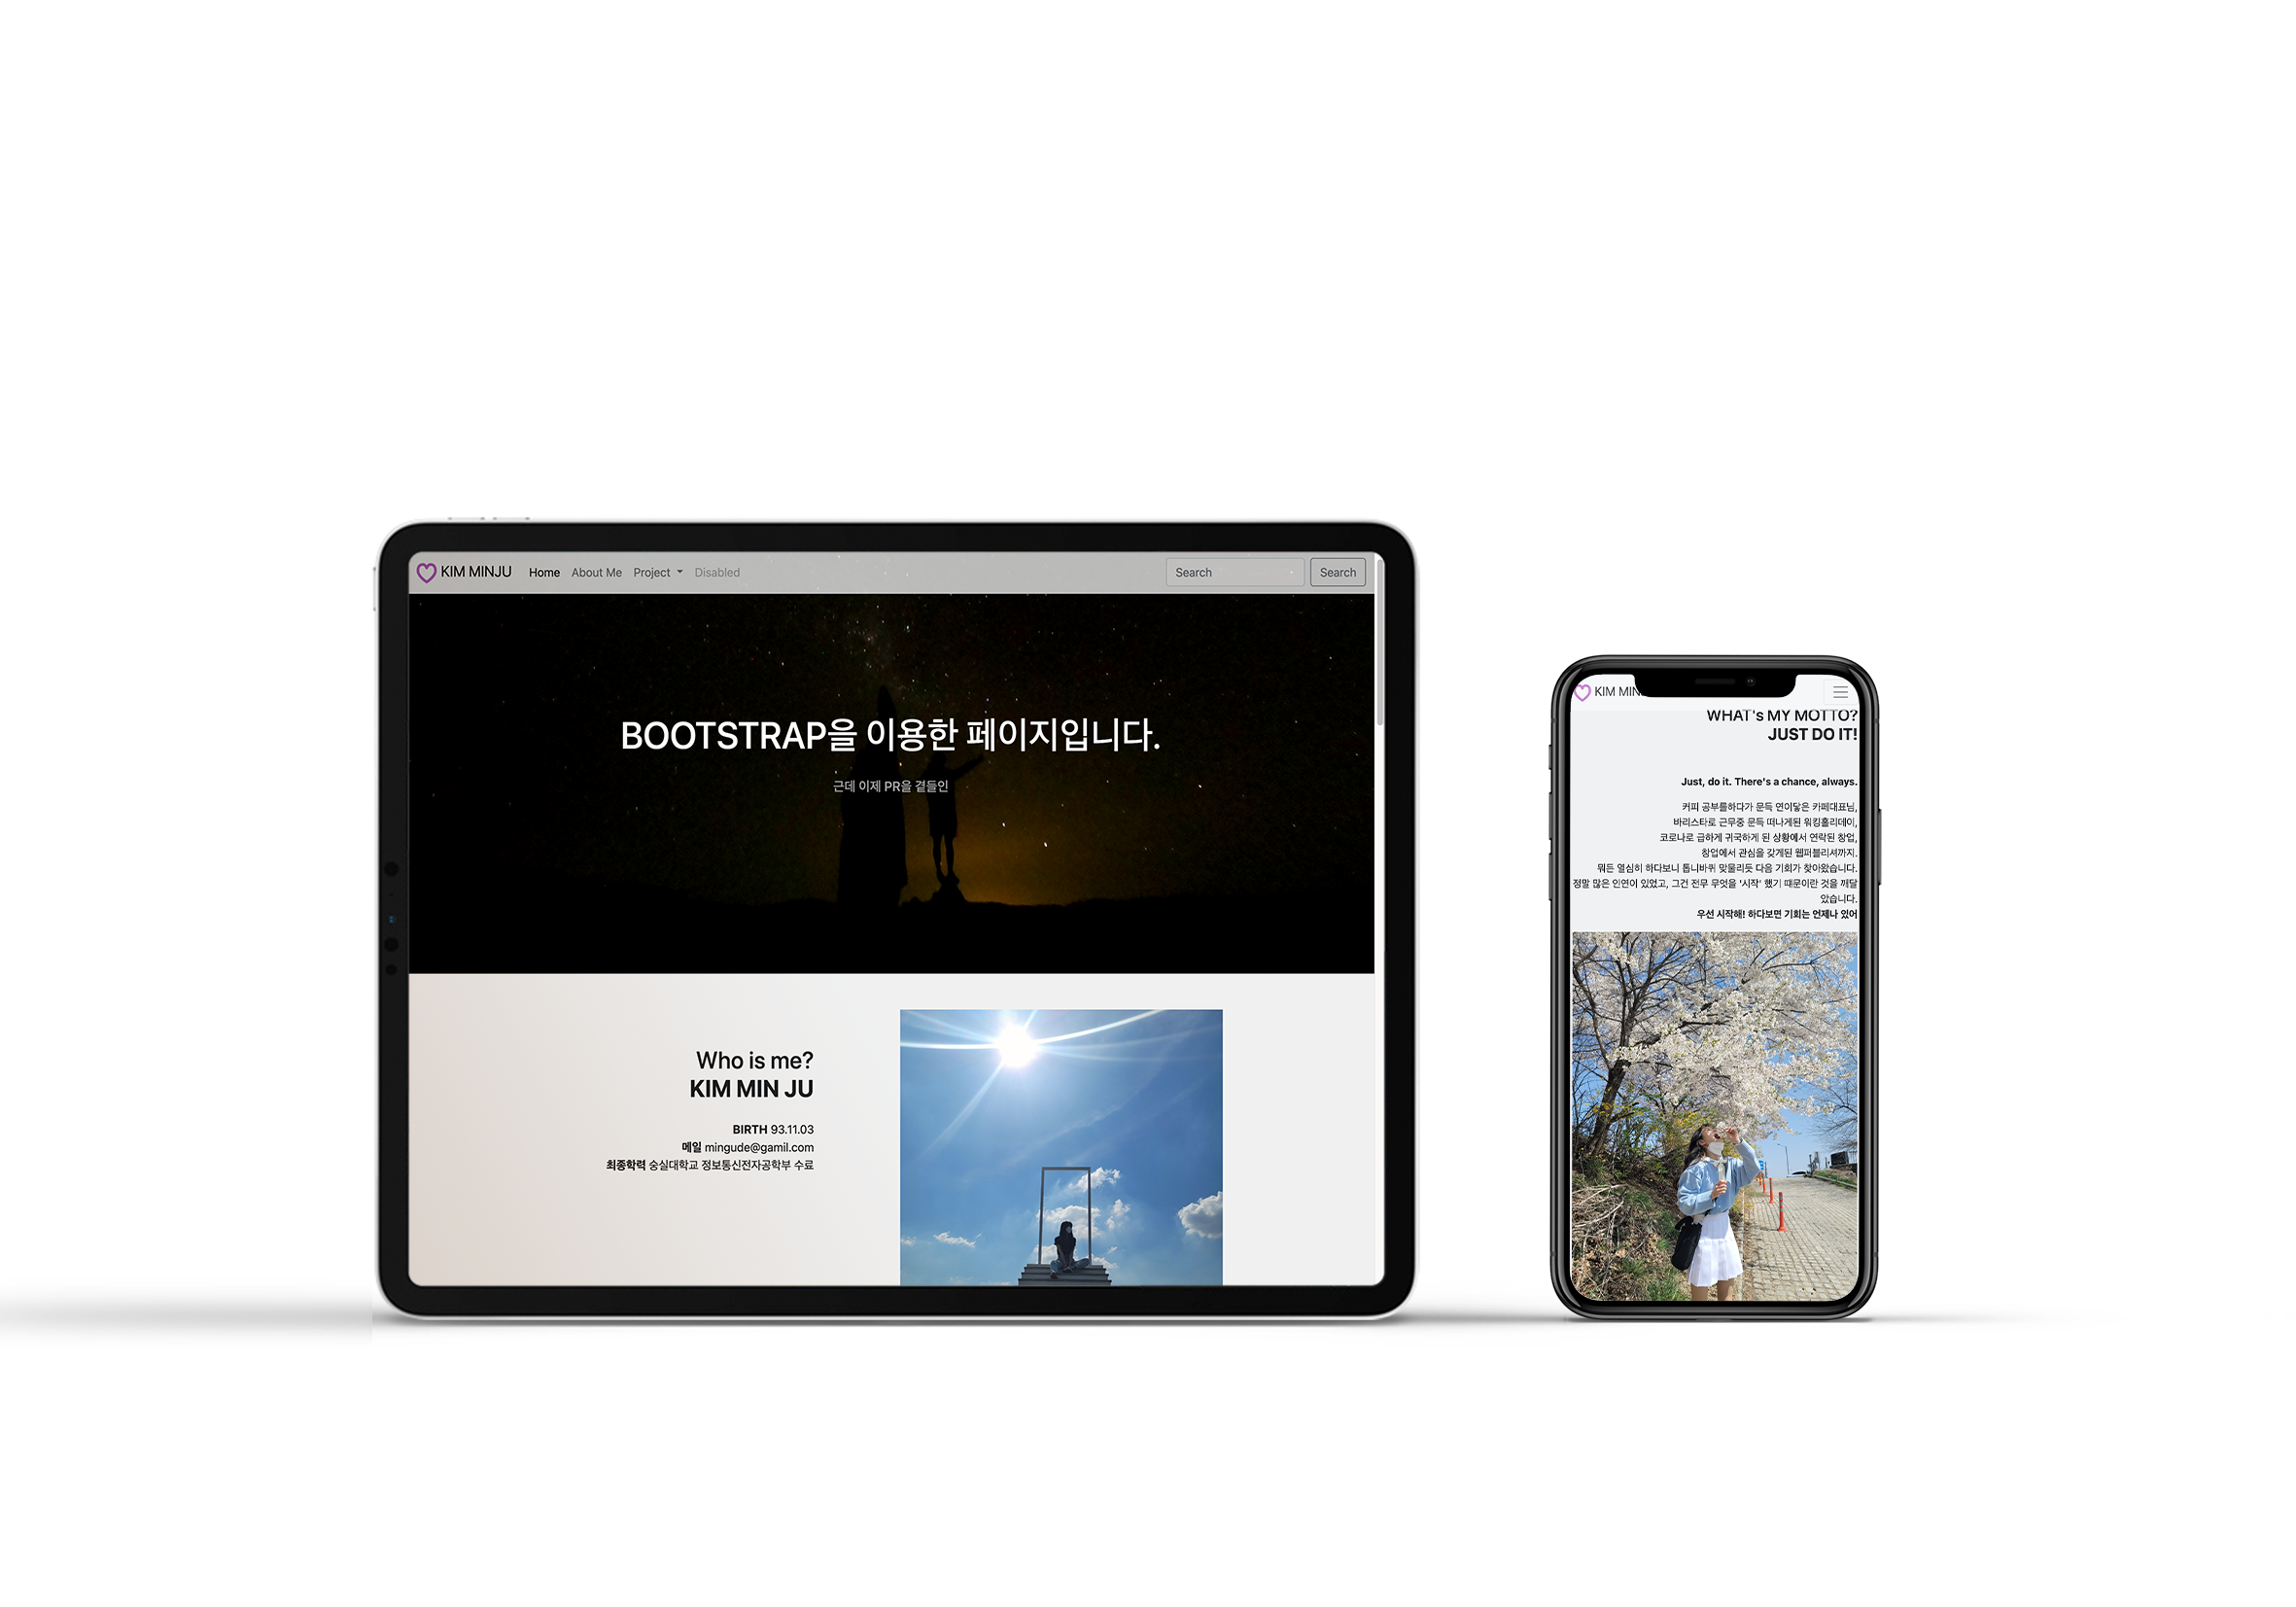 KIM MINJU Home About Me Project Disabled Search Search
BOOTSTRAP을 이용한 페이지입니다.
근데 이제 PR을 곁들인
Who is me?
KIM MIN JU
BIRTH 93.11.03
메일 mingude@gamil.com
최종학력 숭실대학교 정보통신전자공학부 수료
KIM MIN
WHAT's MY MOTTO?
JUST DO IT!
Just, do it. There's a chance, always.
커피 공부를하다가 문득 연이닿은 카페대표님,
바리스타로 근무중 문득 떠나게된 워킹홀리데이,
코로나로 급하게 귀국하게 된 상황에서 연락된 창업,
창업에서 관심을 갖게된 웹퍼블리셔까지.
뭐든 열심히 하다보니 톱니바퀴 맞물리듯 다음 기회가 찾아왔습니다.
정말 많은 인연이 있었고, 그건 전부 무엇을 '시작' 했기 때문이란 것을 깨달
았습니다.
우선 시작해! 하다보면 기회는 언제나 있어